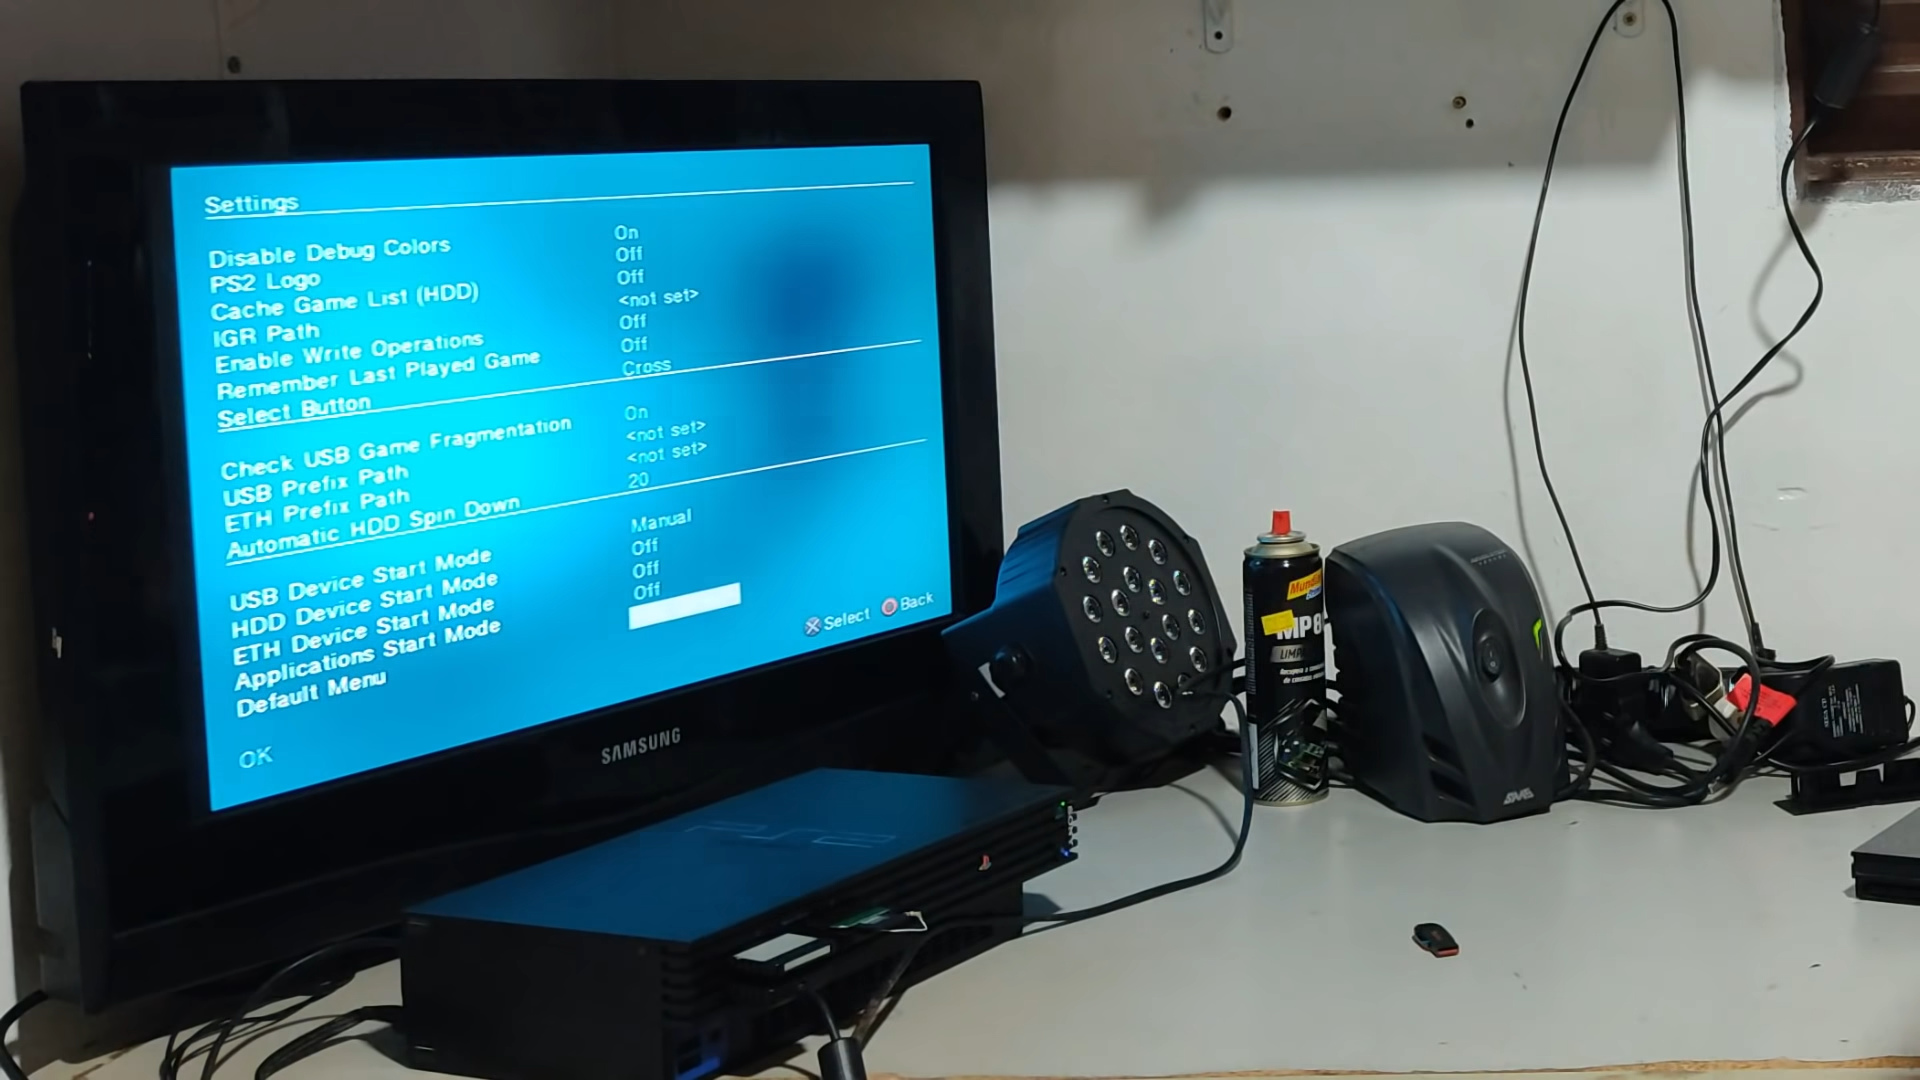 Settings
Disable Debug Colors On
PS2 Logo Off
Cache Game List (HDD) Off
IGR Path <not set>
Enable Write Operations Off
Remember Last Played Game Off
Select Button Cross
Check USB Game Fragmentation On
USB Prefix Path <not set>
ETH Prefix Path <not set>
Automatic HDD Spin Down 20
USB Device Start Mode Manual
HDD Device Start Mode Off
ETH Device Start Mode Off
Applications Start Mode Off
Default Menu
Select Back
OK
SAMSUNG
PS2
MP8
SMS